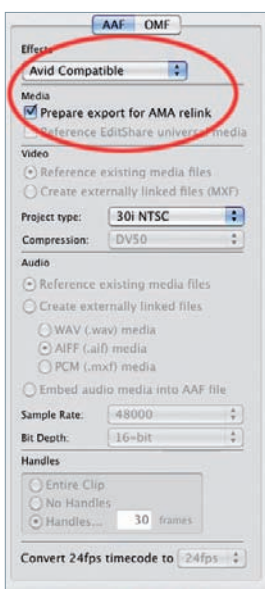 AAF OMF
Effects
Avid Compatible
Media
Prepare export for AMA relink
Reference EditShare universal media
Video
Reference existing media files
Create externally linked files (MXF)
Project type: 30i NTSC
Compression: DV50
Audio
Reference existing media files
Create externally linked files
WAV (.wav) media
AIFF (.aif) media
PCM (.mxf) media
Embed audio media into AAF file
Sample Rate: 48000
Bit Depth: 16-bit
Handles
Entire Clip
No Handles
Handles... 30 frames
Convert 24fps timecode to 24fps